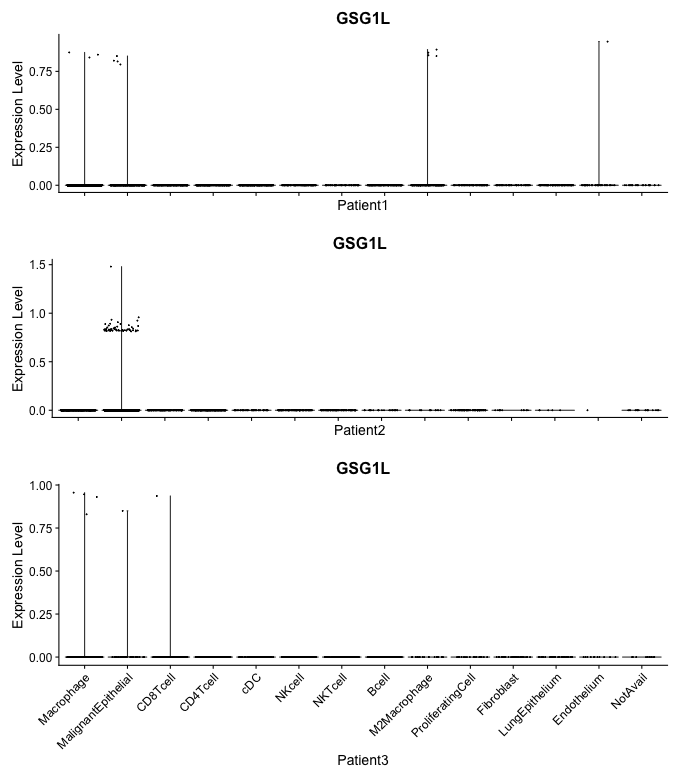 GSG1L
Expression Level
0.75
0.50
0.25
0.00
Patient1
GSG1L
Expression Level
1.5
1.0
0.5
0.0
Patient2
GSG1L
Expression Level
1.00
0.75
0.50
0.25
0.00
Macrophage
MalignantEpithelial
CD8Tcell
CD4Tcell
cDC
NKcell
NKTcell
Bcell
M2Macrophage
ProliferatingCell
Fibroblast
LungEpithelium
Endothelium
NotAvail
Patient3